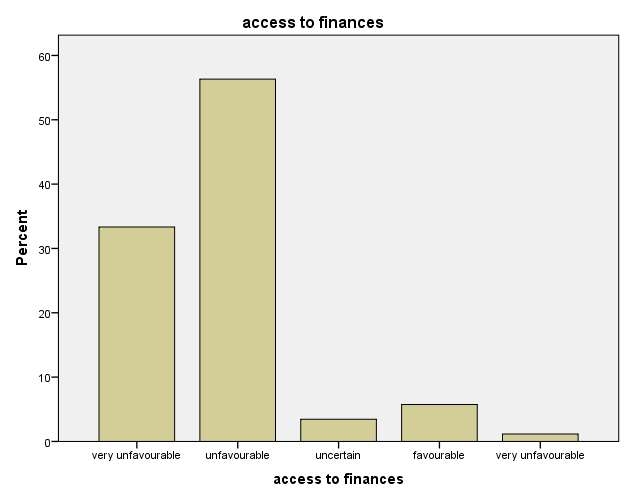 access to finances
60
50
40
30
20
10
0
Percent
very unfavourable unfavourable uncertain favourable very unfavourable
access to finances